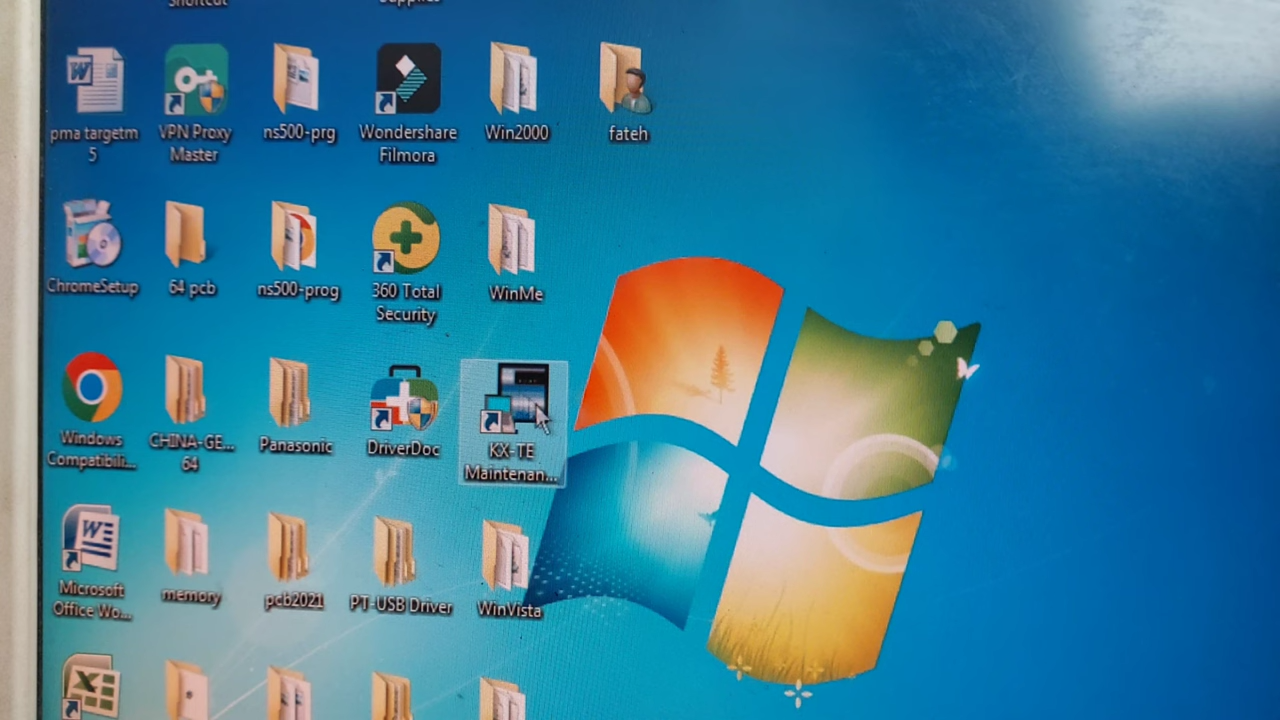 Shortcut
Supplies
pma targetm
5
VPN Proxy
Master
ns500-prg
Wondershare
Filmora
Win2000
fateh
ChromeSetup
64 pcb
ns500-prog
360 Total
Security
WinMe
Windows
Compatibili...
CHINA-GE...
64
Panasonic
DriverDoc
KX-TE
Maintenan...
Microsoft
Office Wo...
memory
pcb2021
PT-USB Driver
WinVista